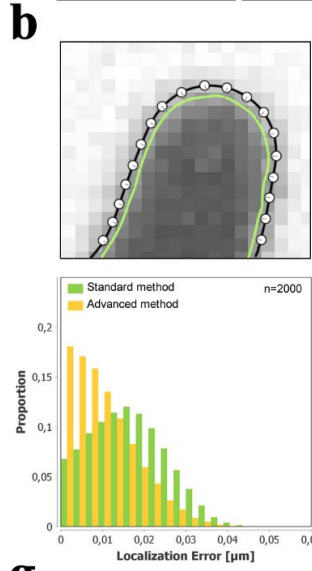 b
Standard method
Advanced method
n=2000
0,2
0,15
0,1
0,05
0
0 0,01 0,02 0,03 0,04 0,05
Proportion
Localization Error [µm]